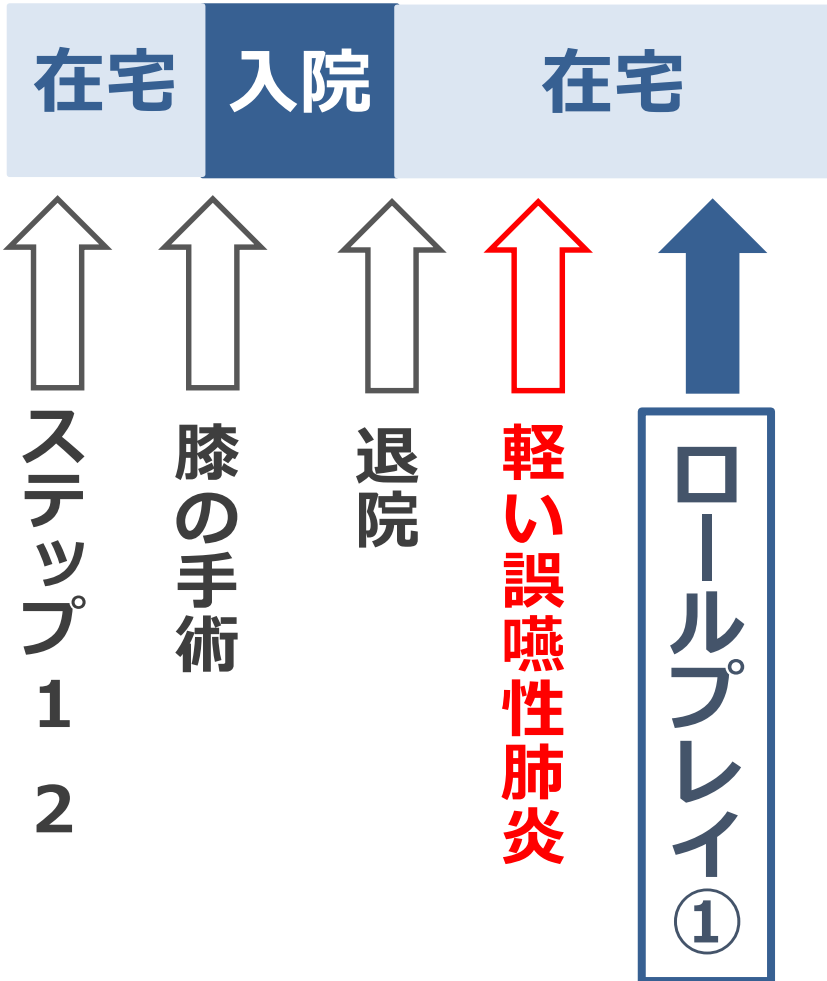 在宅
入院
在宅
ステップ1 2
膝の手術
退院
軽い誤嚥性肺炎
ロールプレイ①